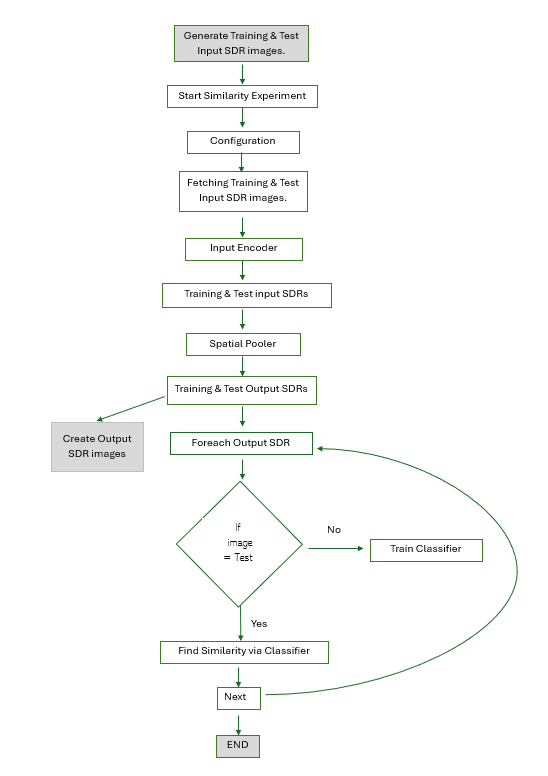 Generate Training & Test
Input SDR images.
Start Similarity Experiment
Configuration
Fetching Training & Test
Input SDR images.
Input Encoder
Training & Test input SDRs
Spatial Pooler
Training & Test Output SDRs
Create Output
SDR images
Foreach Output SDR
If
image
= Test
No
Train Classifier
Yes
Find Similarity via Classifier
Next
END